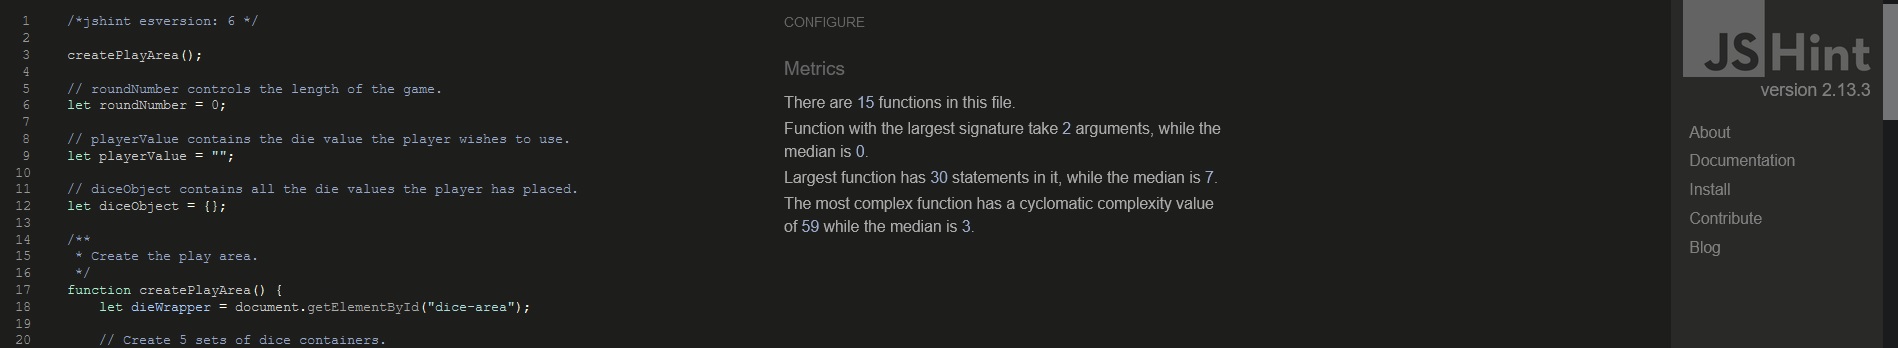 1 /*jshint esversion: 6 */
2
3 createPlayArea();
4
5 // roundNumber controls the length of the game.
6 let roundNumber = 0;
7
8 // playerValue contains the die value the player wishes to use.
9 let playerValue = "";
10
11 // diceObject contains all the die values the player has placed.
12 let diceObject = {};
13
14 /**
15 * Create the play area.
16 */
17 function createPlayArea() {
18 let dieWrapper = document.getElementById("dice-area");
19
20 // Create 5 sets of dice containers.
CONFIGURE
Metrics
There are 15 functions in this file.
Function with the largest signature take 2 arguments, while the
median is 0.
Largest function has 30 statements in it, while the median is 7.
The most complex function has a cyclomatic complexity value
of 59 while the median is 3.
JSHint
version 2.13.3
About
Documentation
Install
Contribute
Blog